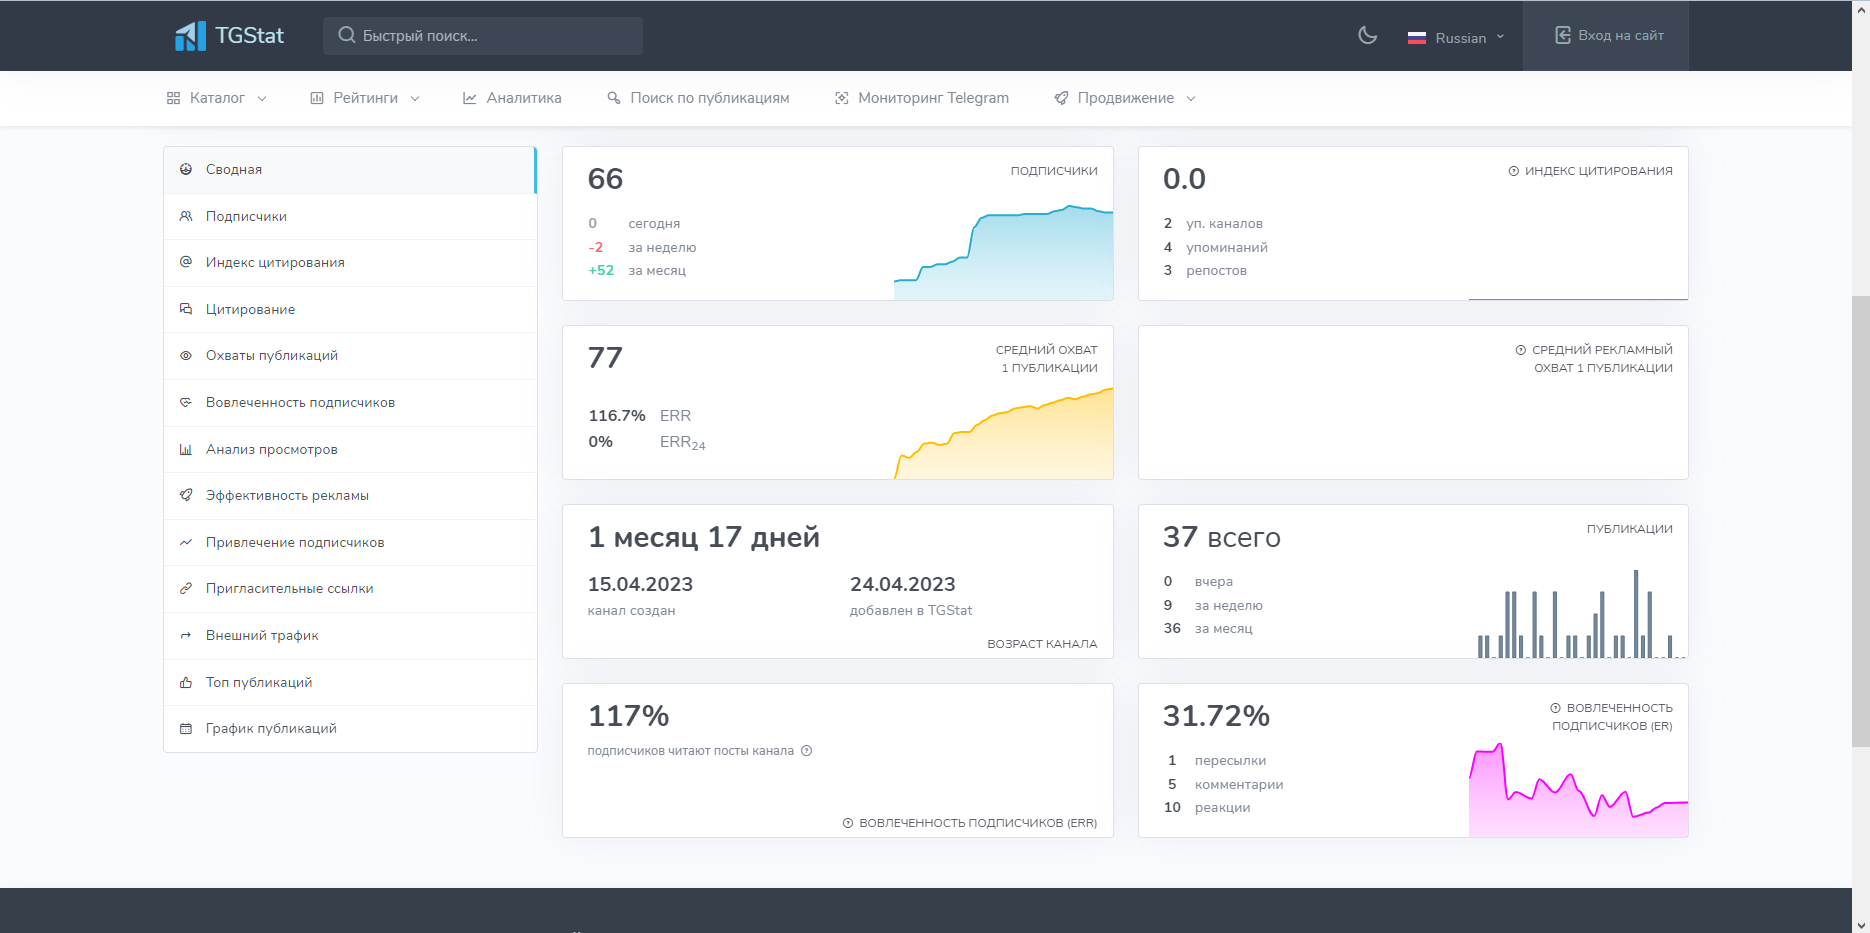 TGStat
Быстрый поиск...
Russian
Вход на сайт
Каталог
Рейтинги
Аналитика
Поиск по публикациям
Мониторинг Telegram
Продвижение
Сводная
Подписчики
Индекс цитирования
Цитирование
Охваты публикаций
Вовлеченность подписчиков
Анализ просмотров
Эффективность рекламы
Привлечение подписчиков
Пригласительные ссылки
Внешний трафик
Топ публикаций
График публикаций
66
ПОДПИСЧИКИ
0 сегодня
-2 за неделю
+52 за месяц
0.0
ИНДЕКС ЦИТИРОВАНИЯ
2 уп. каналов
4 упоминаний
3 репостов
77
СРЕДНИЙ ОХВАТ
1 ПУБЛИКАЦИИ
116.7% ERR
0% ERR24
СРЕДНИЙ РЕКЛАМНЫЙ
ОХВАТ 1 ПУБЛИКАЦИИ
1 месяц 17 дней
15.04.2023
канал создан
24.04.2023
добавлен в TGStat
ВОЗРАСТ КАНАЛА
37 всего
ПУБЛИКАЦИИ
0 вчера
9 за неделю
36 за месяц
117%
подписчиков читают посты канала
ВОВЛЕЧЕННОСТЬ ПОДПИСЧИКОВ (ERR)
31.72%
ВОВЛЕЧЕННОСТЬ
ПОДПИСЧИКОВ (ER)
1 пересылки
5 комментарии
10 реакции